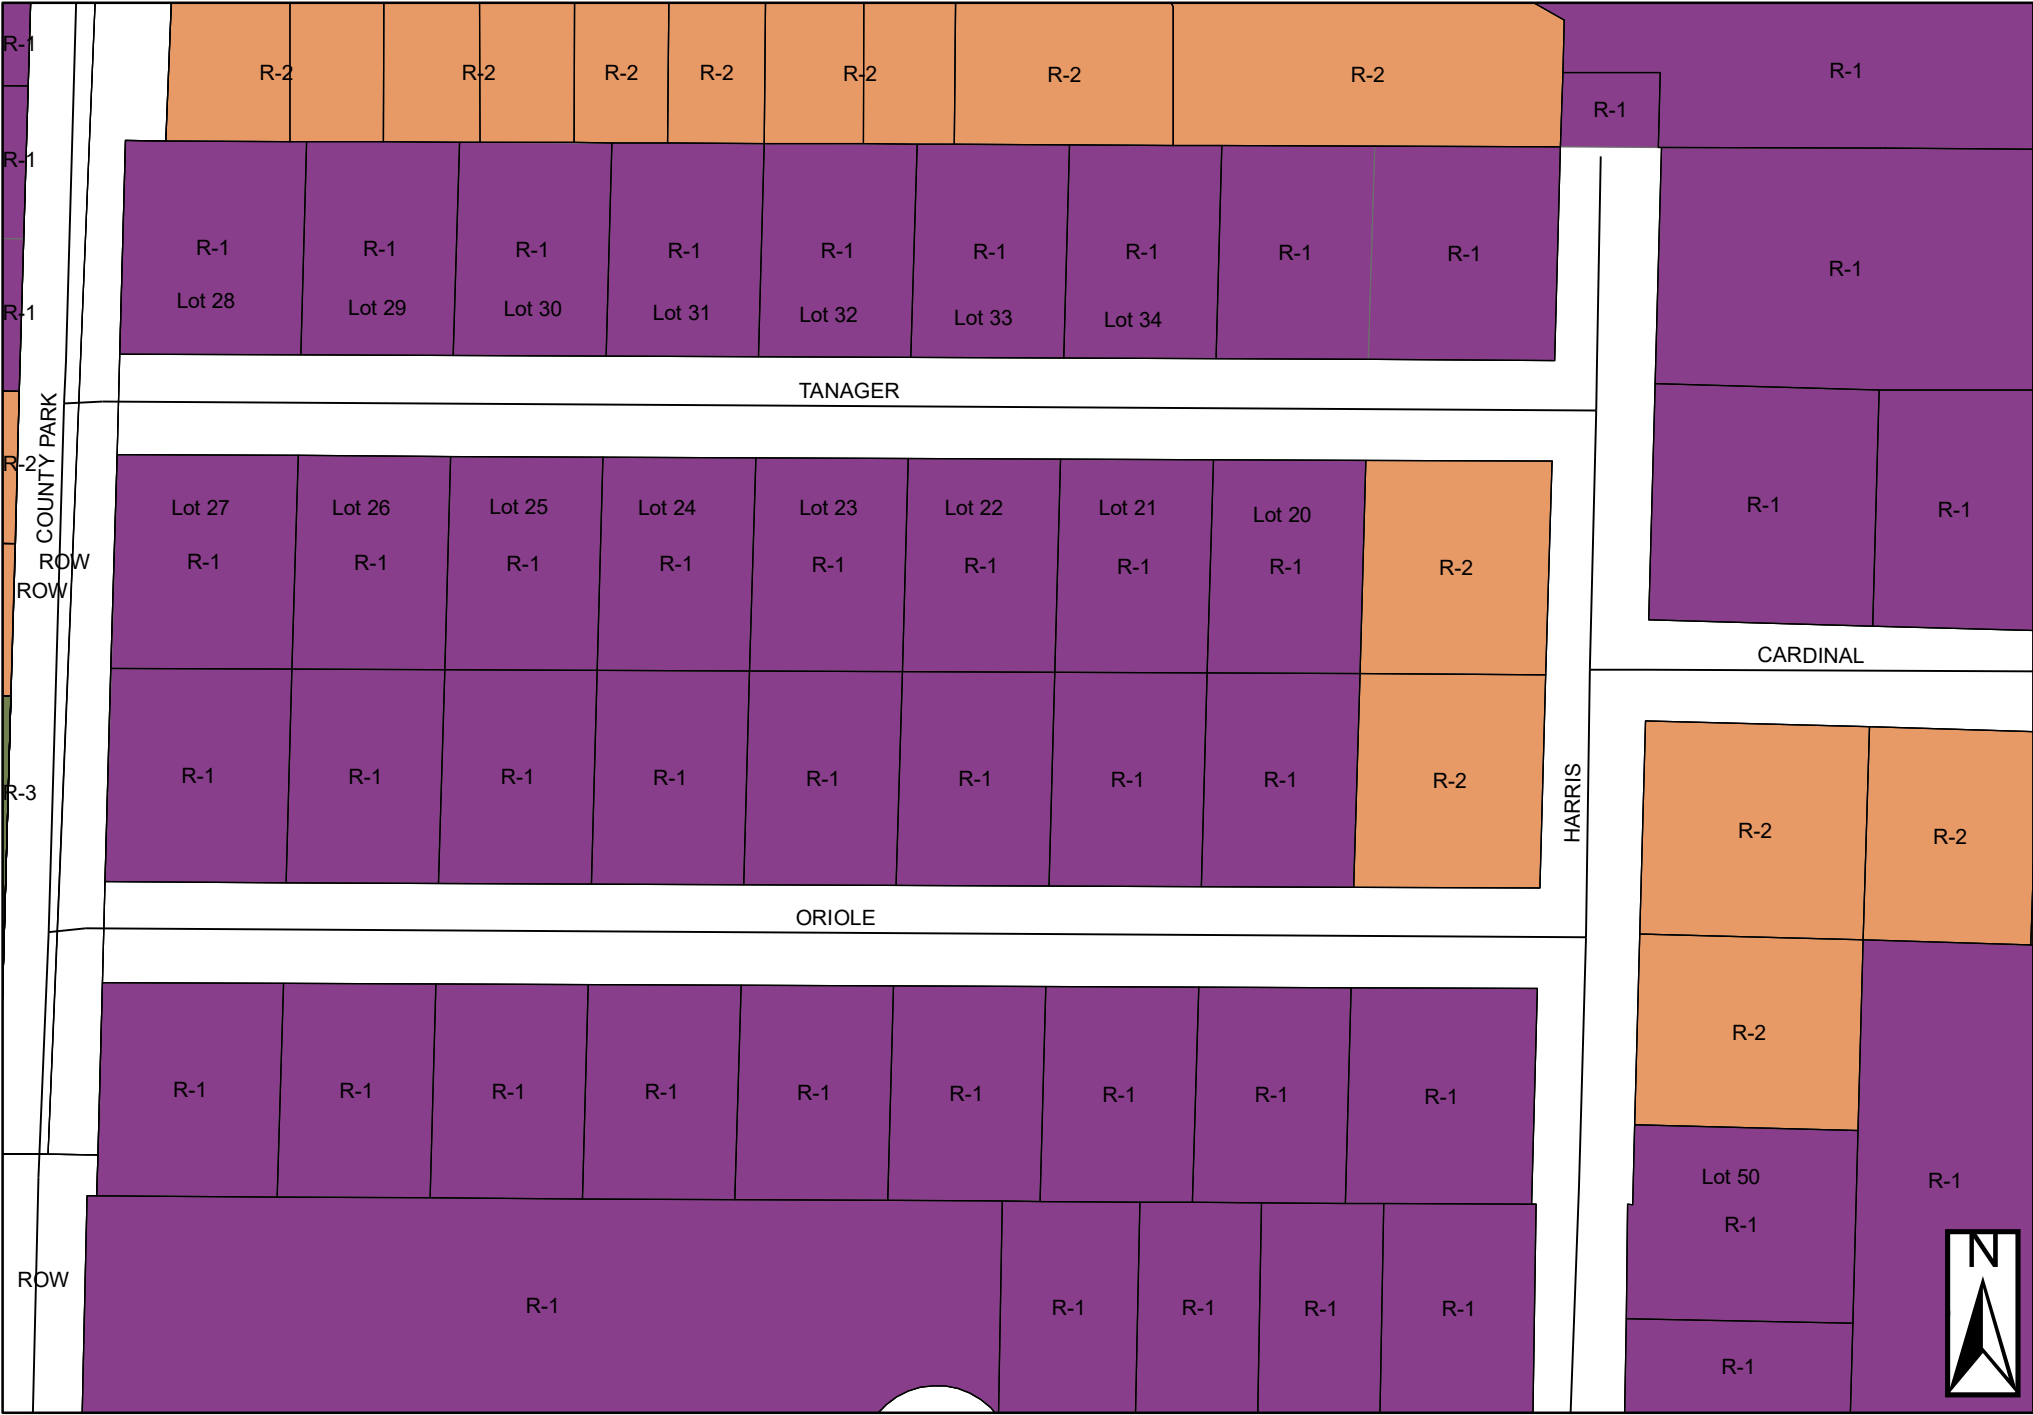 R-1
R-2
R-2
R-2
R-2
R-2
R-2
R-2
R-1
R-1
R-1
R-1
R-1
R-1
R-1
R-1
R-1
R-1
R-1
R-1
R-1
R-1
Lot 28
Lot 29
Lot 30
Lot 31
Lot 32
Lot 33
Lot 34
R-1
TANAGER
COUNTY PARK
R-2
Lot 27
Lot 26
Lot 25
Lot 24
Lot 23
Lot 22
Lot 21
Lot 20
R-1
R-1
ROW
ROW
R-1
R-1
R-1
R-1
R-1
R-1
R-1
R-1
R-2
CARDINAL
R-3
R-1
R-1
R-1
R-1
R-1
R-1
R-1
R-1
R-2
HARRIS
R-2
R-2
ORIOLE
R-2
R-1
R-1
R-1
R-1
R-1
R-1
R-1
R-1
R-1
Lot 50
R-1
R-1
N
ROW
R-1
R-1
R-1
R-1
R-1
R-1